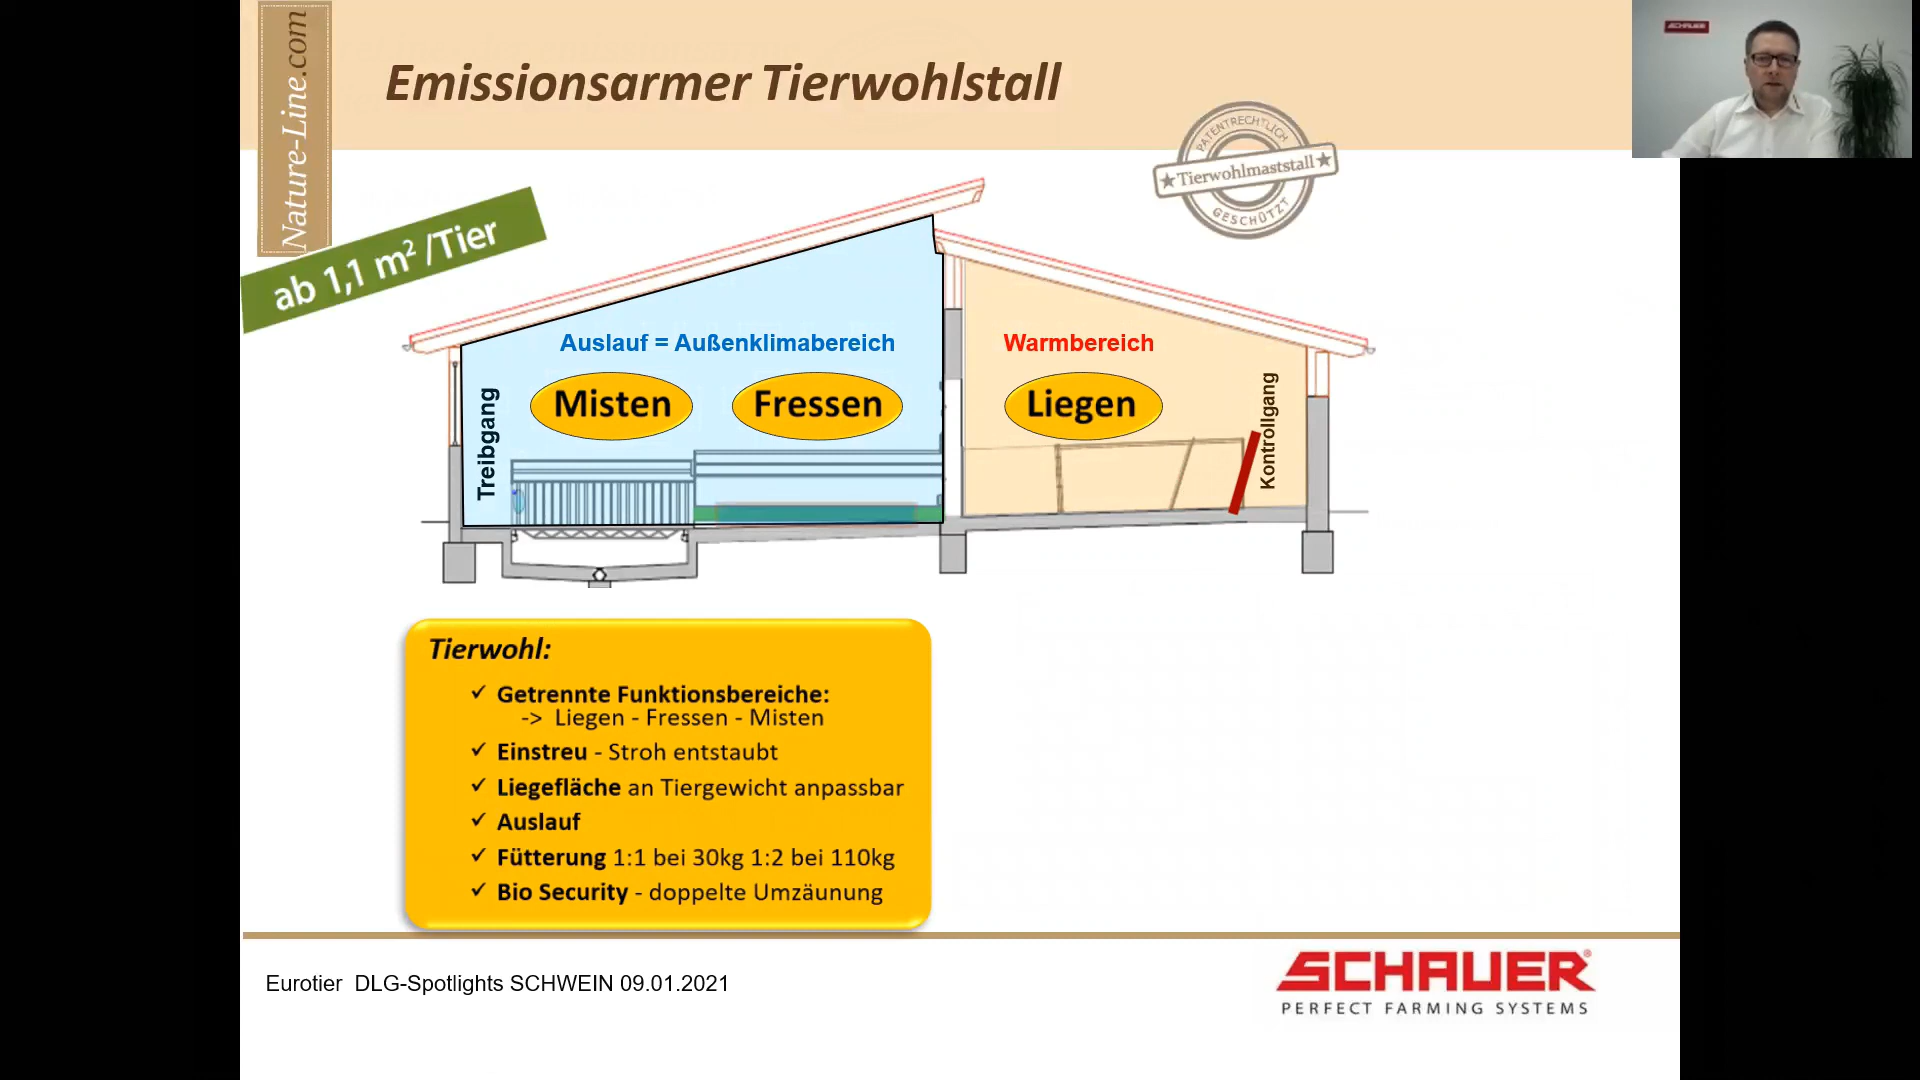 Nature-Line.com
Emissionsarmer Tierwohlstall
SCHAUER
PATENTRECHTLICH
★Tierwohlmaststall★
GESCHÜTZT
ab 1,1 m² /Tier
Auslauf = Außenklimabereich
Warmbereich
Misten
Fressen
Liegen
Treibgang
Kontrollgang
Tierwohl:
✓ Getrennte Funktionsbereiche:
-> Liegen - Fressen - Misten
✓ Einstreu - Stroh entstaubt
✓ Liegefläche an Tiergewicht anpassbar
✓ Auslauf
✓ Fütterung 1:1 bei 30kg 1:2 bei 110kg
✓ Bio Security - doppelte Umzäunung
Eurotier DLG-Spotlights SCHWEIN 09.01.2021
SCHAUER®
PERFECT FARMING SYSTEMS